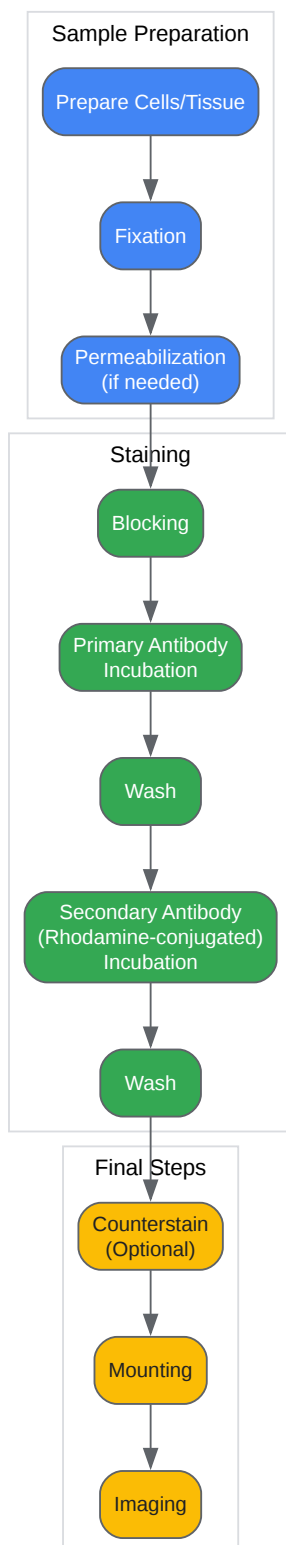 Sample Preparation
Prepare Cells/Tissue
Fixation
Permeabilization
(if needed)
Staining
Blocking
Primary Antibody
Incubation
Wash
Secondary Antibody
(Rhodamine-conjugated)
Incubation
Wash
Final Steps
Counterstain
(Optional)
Mounting
Imaging